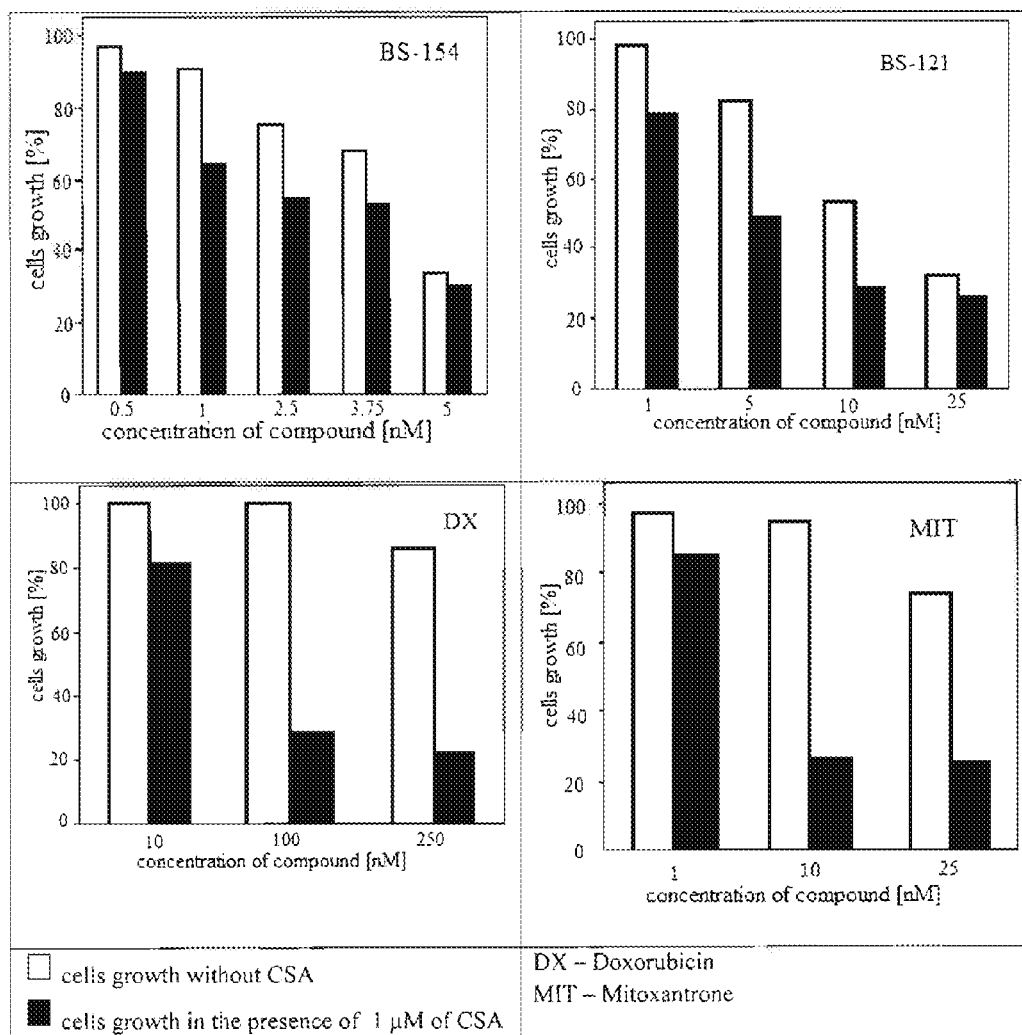 BS-154
cells growth [%]
100
80
60
40
20
0
0.5 1 2.5 3.75 5
concentration of compound [nM]
BS-121
cells growth [%]
100
80
60
40
20
0
1 5 10 25
concentration of compound [nM]
DX
cells growth [%]
100
80
60
40
20
0
10 100 250
concentration of compound [nM]
MIT
cells growth [%]
100
80
60
40
20
0
1 10 25
concentration of compound [nM]
cells growth without CSA
cells growth in the presence of 1 µM of CSA
DX – Doxorubicin
MIT – Mitoxantrone